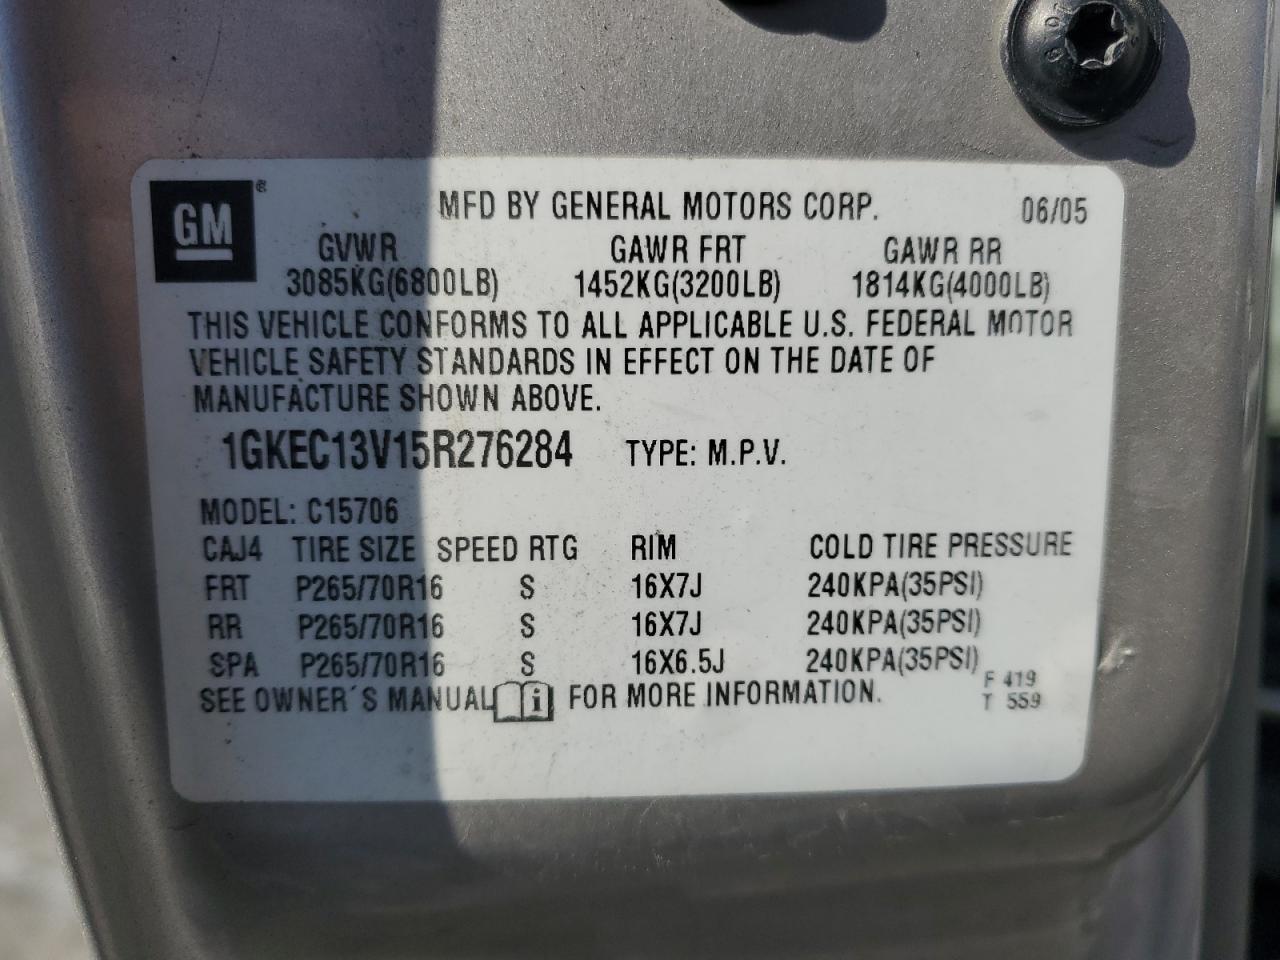 GM ®
MFD BY GENERAL MOTORS CORP. 06/05
GVWR GAWR FRT GAWR RR
3085KG(6800LB) 1452KG(3200LB) 1814KG(4000LB)
THIS VEHICLE CONFORMS TO ALL APPLICABLE U.S. FEDERAL MOTOR
VEHICLE SAFETY STANDARDS IN EFFECT ON THE DATE OF
MANUFACTURE SHOWN ABOVE.
1GKEC13V15R276284 TYPE: M.P.V.
MODEL: C15706
CAJ4 TIRE SIZE SPEED RTG RIM COLD TIRE PRESSURE
FRT P265/70R16 S 16X7J 240KPA(35PSI)
RR P265/70R16 S 16X7J 240KPA(35PSI)
SPA P265/70R16 S 16X6.5J 240KPA(35PSI)
SEE OWNER'S MANUAL i FOR MORE INFORMATION.
F 419
T 559